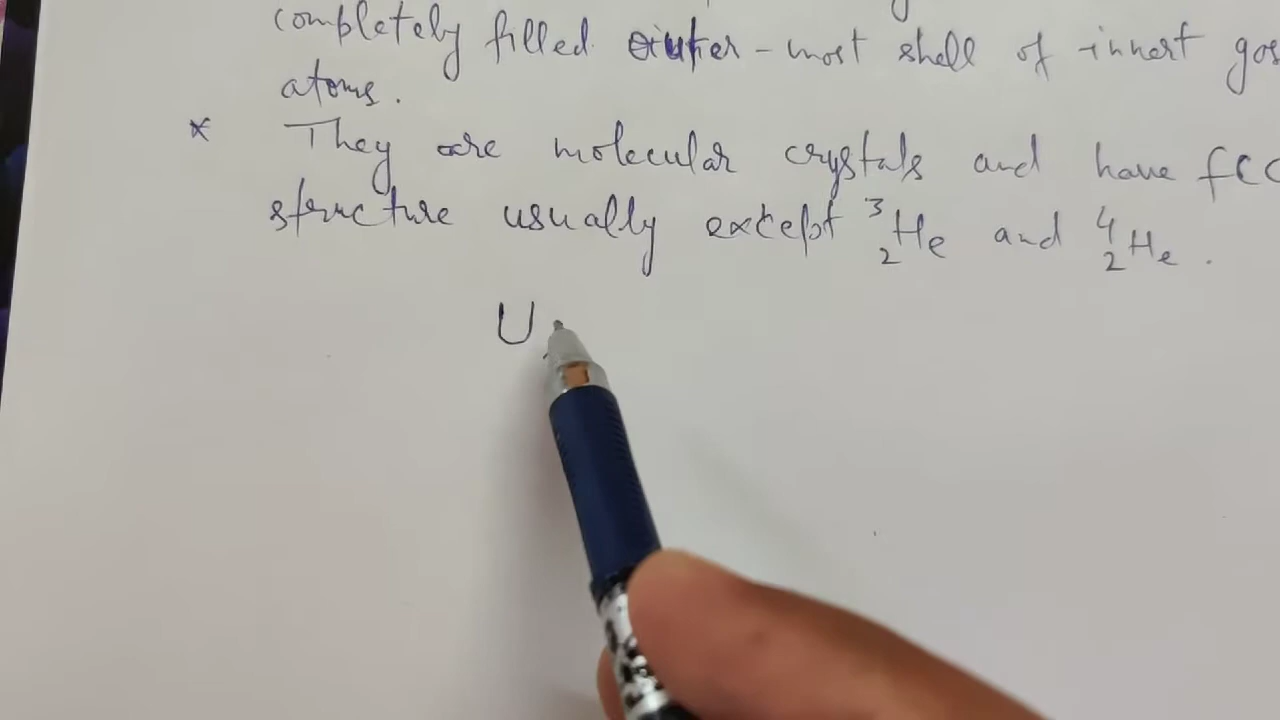 completely filled outer-most shell of innert gas
atoms.
* They are molecular crystals and have fcc
structure usually except ³₂He and ⁴₂He.
U